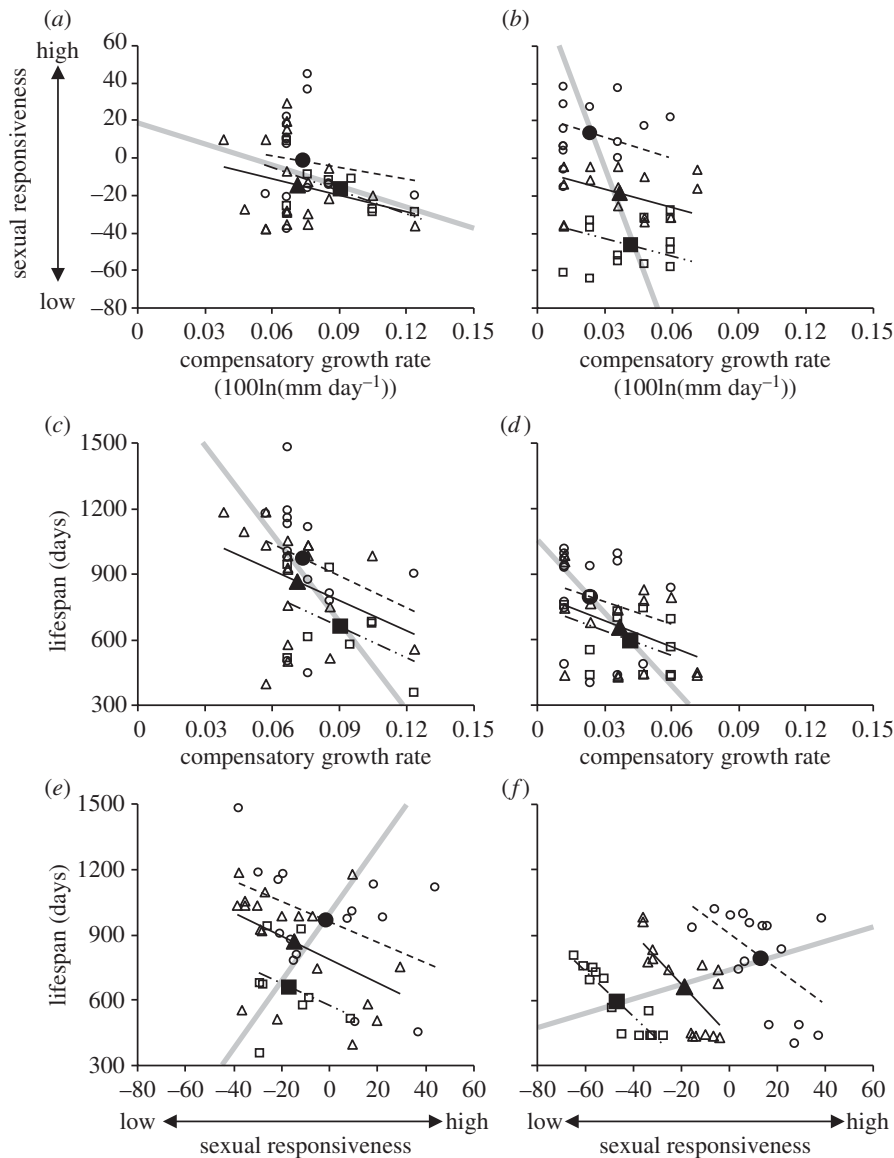 (a)
high
sexual responsiveness
low
60
40
20
0
−20
−40
−60
−80
0 0.03 0.06 0.09 0.12 0.15
compensatory growth rate
(100ln(mm day−1))
(b)
0 0.03 0.06 0.09 0.12 0.15
compensatory growth rate
(100ln(mm day−1))
(c)
lifespan (days)
1500
1200
900
600
300
0 0.03 0.06 0.09 0.12 0.15
compensatory growth rate
(d)
0 0.03 0.06 0.09 0.12 0.15
compensatory growth rate
(e)
lifespan (days)
1500
1200
900
600
300
−80 −60 −40 −20 0 20 40 60
low high
sexual responsiveness
(f)
−80 −60 −40 −20 0 20 40 60
low high
sexual responsiveness